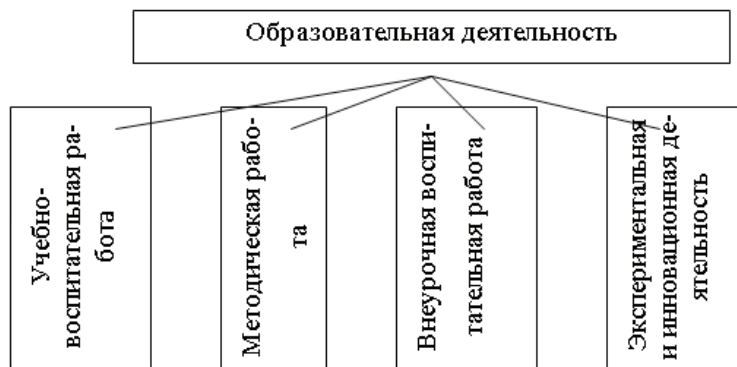 Образовательная деятельность
Учебно-
воспитательная ра-
бота
Методическая рабо-
та
Внеурочная воспи-
тательная работа
Экспериментальная
и инновационная де-
ятельность